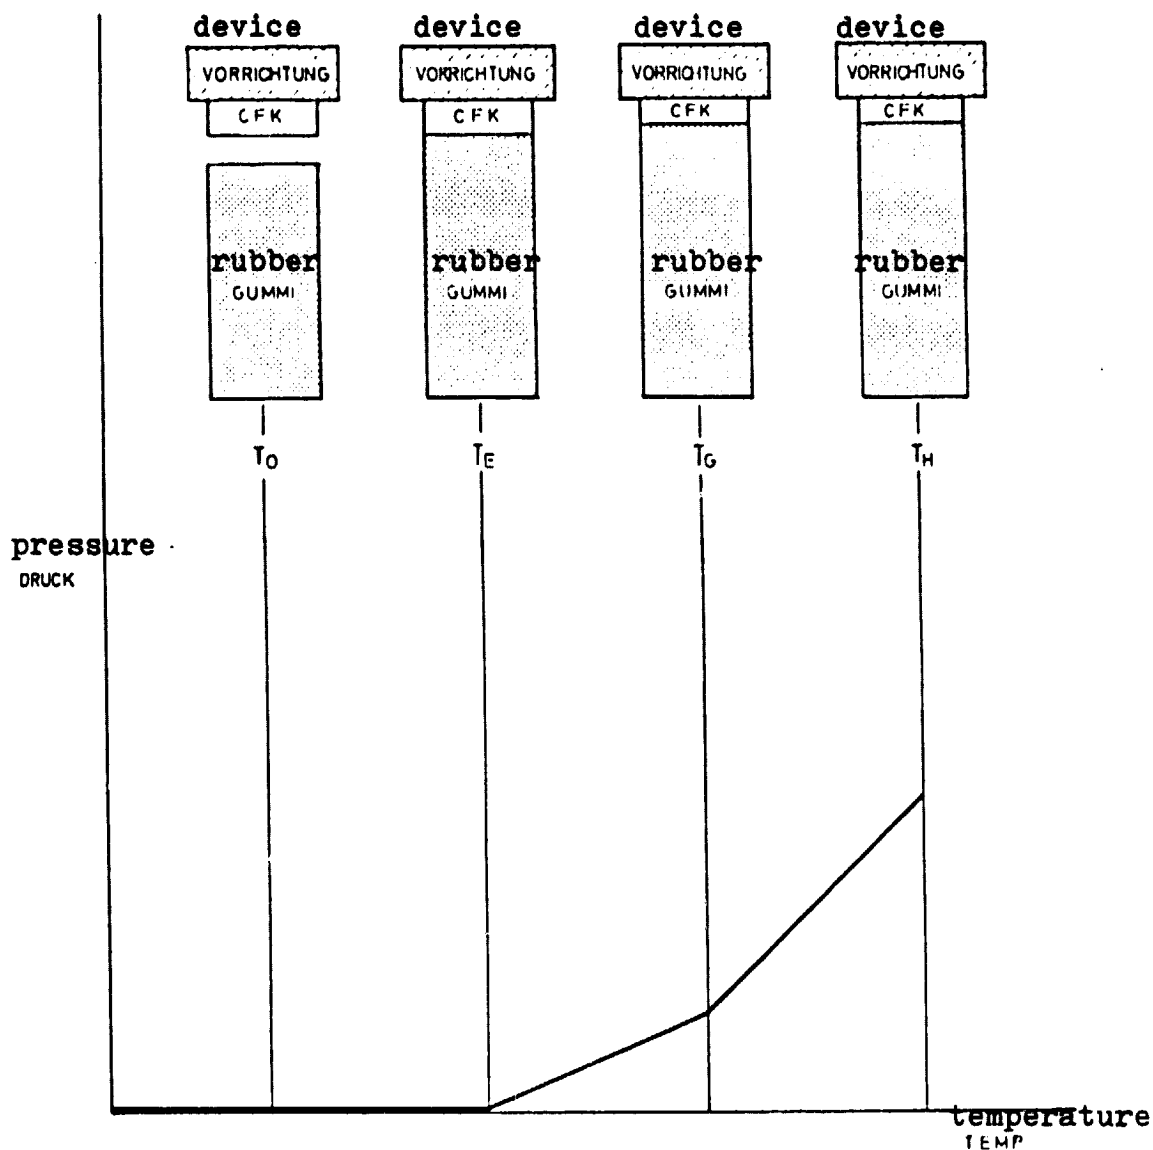 device device device device
VORRICHTUNG VORRICHTUNG VORRICHTUNG VORRICHTUNG
CFK CFK CFK CFK
rubber rubber rubber rubber
GUMMI GUMMI GUMMI GUMMI
T0 TE TG TH
pressure
DRUCK
temperature
TEMP